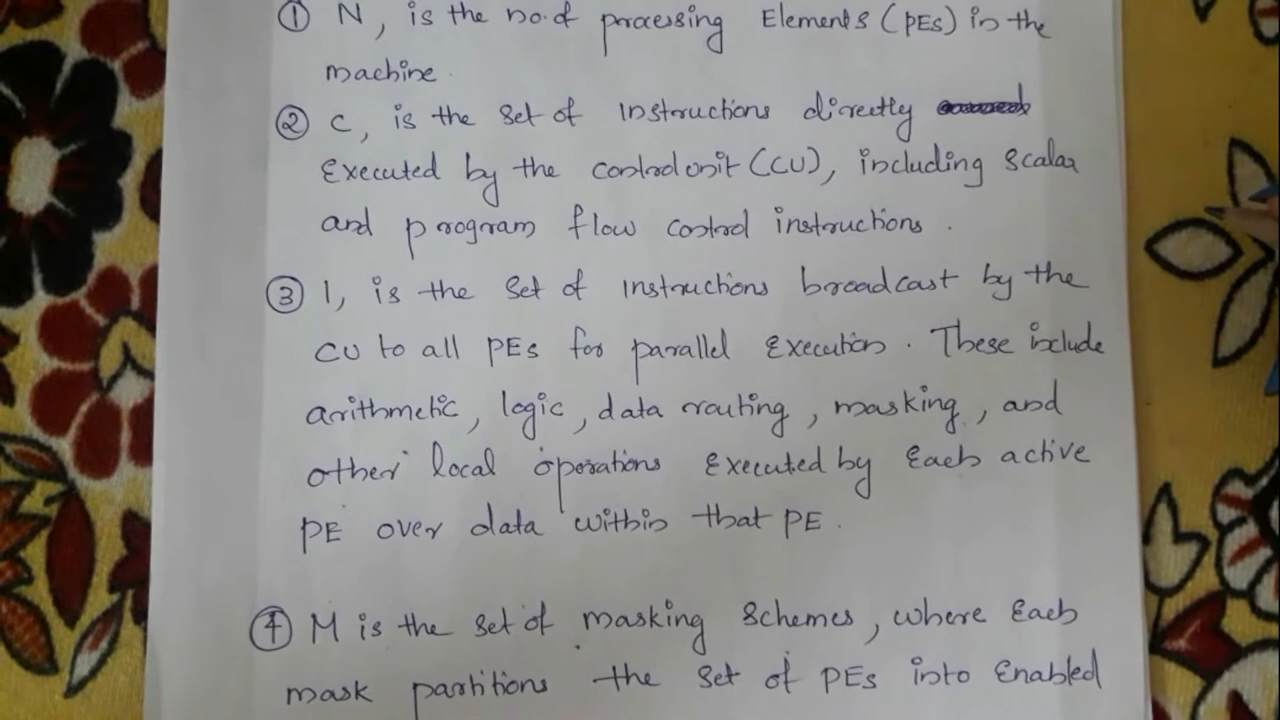 ① N, is the no. of processing Elements (PEs) in the
machine.
② C, is the set of instructions directly
Executed by the control unit (CU), including scalar
and program flow control instructions.
③ I, is the set of instructions broadcast by the
CU to all PEs for parallel execution. These include
arithmetic, logic, data routing, masking, and
other local operations executed by Each active
PE over data within that PE.
④ M is the set of masking schemes, where Each
mask partitions the set of PEs into Enabled